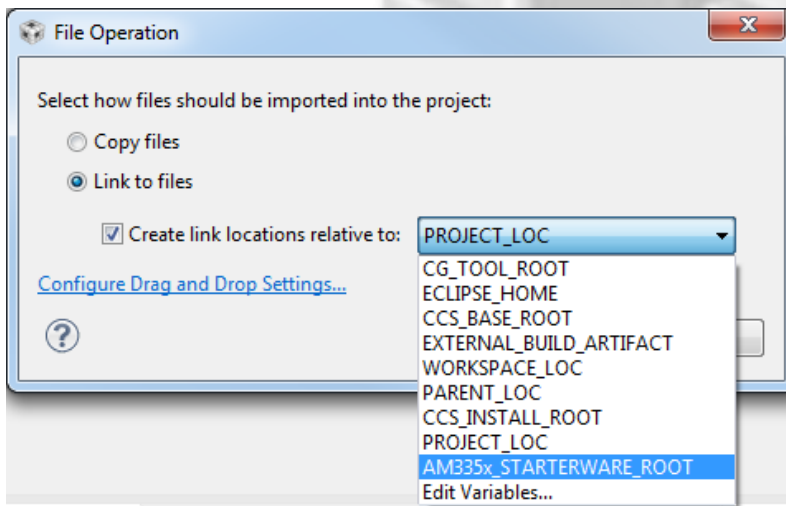 File Operation
Select how files should be imported into the project:
Copy files
Link to files
Create link locations relative to: PROJECT_LOC
CG_TOOL_ROOT
Configure Drag and Drop Settings...
ECLIPSE_HOME
CCS_BASE_ROOT
EXTERNAL_BUILD_ARTIFACT
WORKSPACE_LOC
PARENT_LOC
CCS_INSTALL_ROOT
PROJECT_LOC
AM335x_STARTERWARE_ROOT
Edit Variables...
?